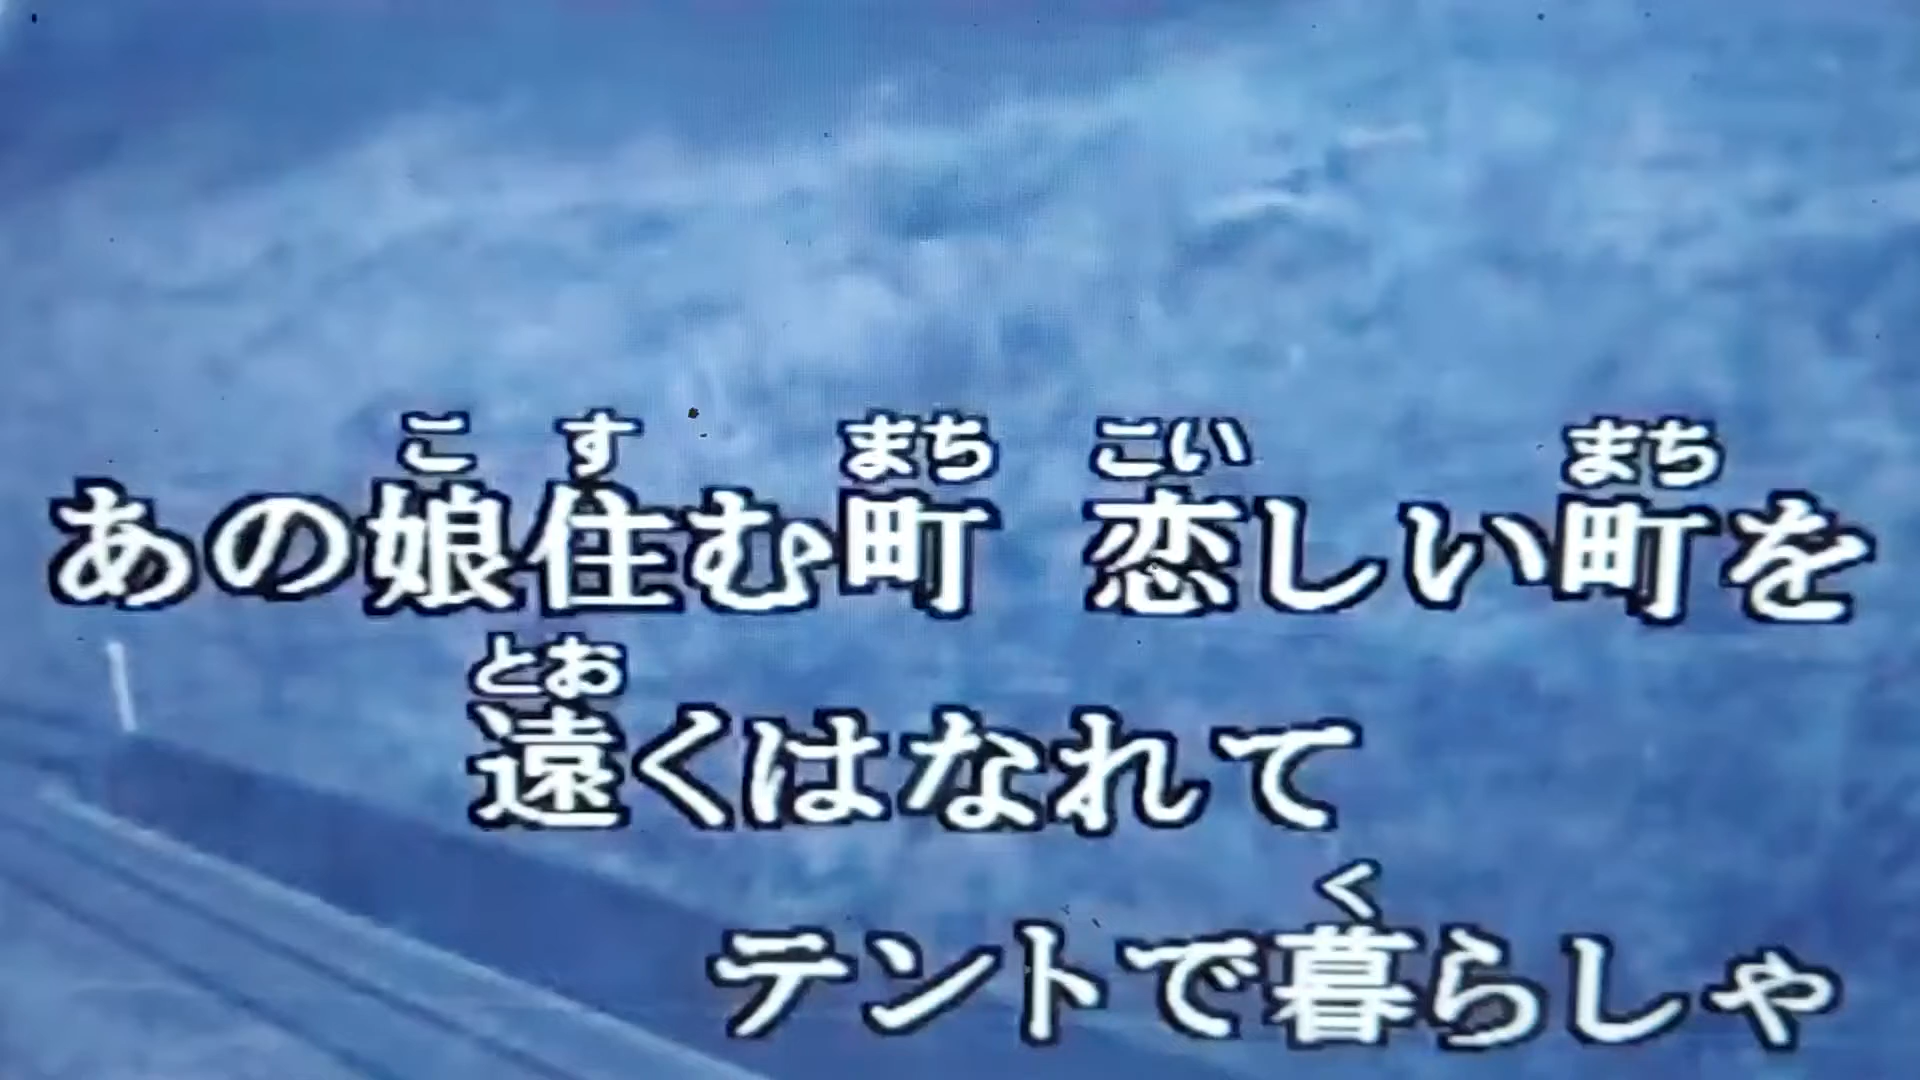 こ す まち こい まち
あの娘住む町 恋しい町を
とお
遠くはなれて
く
テントで暮らしゃ